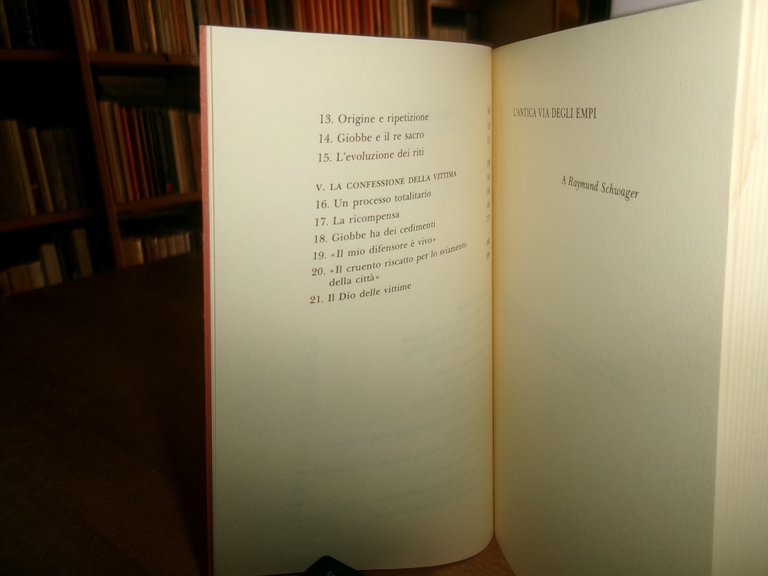 13. Origine e ripetizione
14. Giobbe e il re sacro
15. L'evoluzione dei riti
V. LA CONFESSIONE DELLA VITTIMA
16. Un processo totalitario
17. La ricompensa
18. Giobbe ha dei cedimenti
19. «Il mio difensore è vivo»
20. «Il cruento riscatto per lo sviamento
della città»
21. Il Dio delle vittime
L'ANTICA VIA DEGLI EMPI
A Raymund Schwager